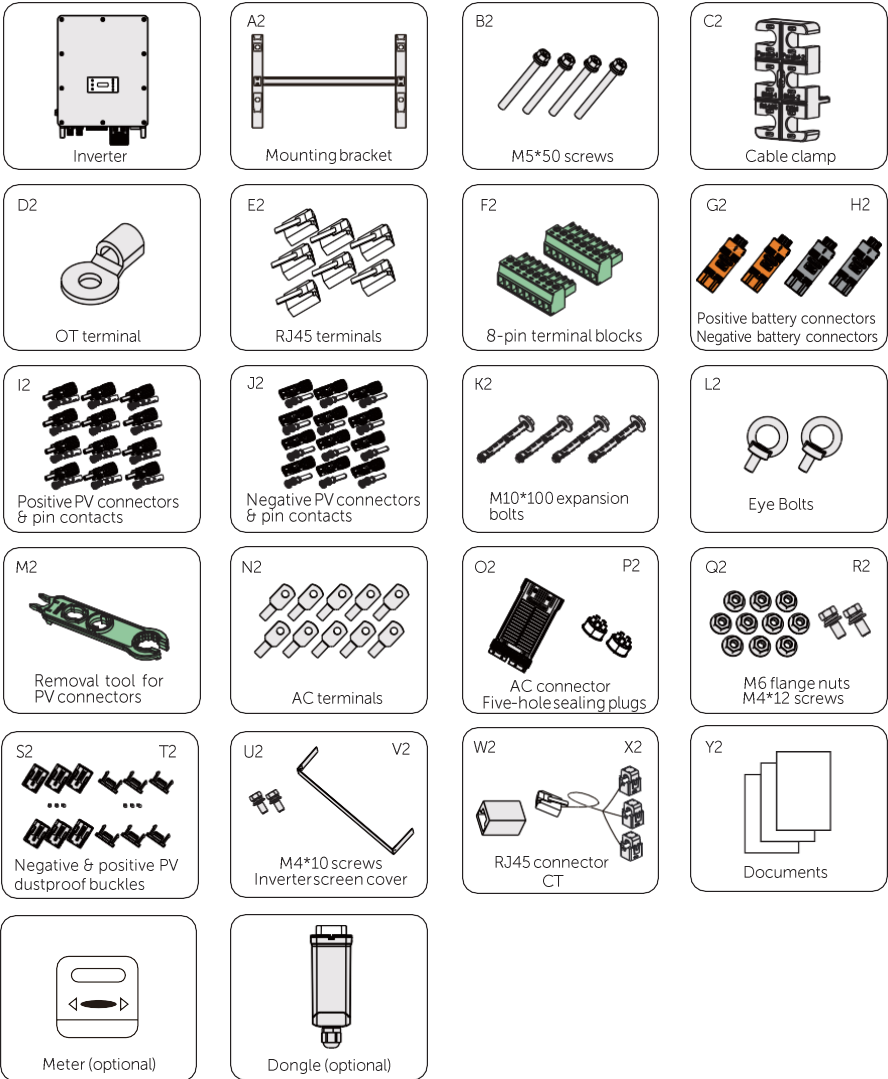 Inverter
A2
Mounting bracket
B2
M5*50 screws
C2
Cable clamp
D2
OT terminal
E2
RJ45 terminals
F2
8-pin terminal blocks
G2 H2
Positive battery connectors
Negative battery connectors
I2
Positive PV connectors
& pin contacts
J2
Negative PV connectors
& pin contacts
K2
M10*100 expansion
bolts
L2
Eye Bolts
M2
Removal tool for
PV connectors
N2
AC terminals
O2 P2
AC connector
Five-hole sealing plugs
Q2 R2
M6 flange nuts
M4*12 screws
S2 T2
Negative & positive PV
dustproof buckles
U2 V2
M4*10 screws
Inverter screen cover
W2 X2
RJ45 connector
CT
Y2
Documents
Meter (optional)
Dongle (optional)